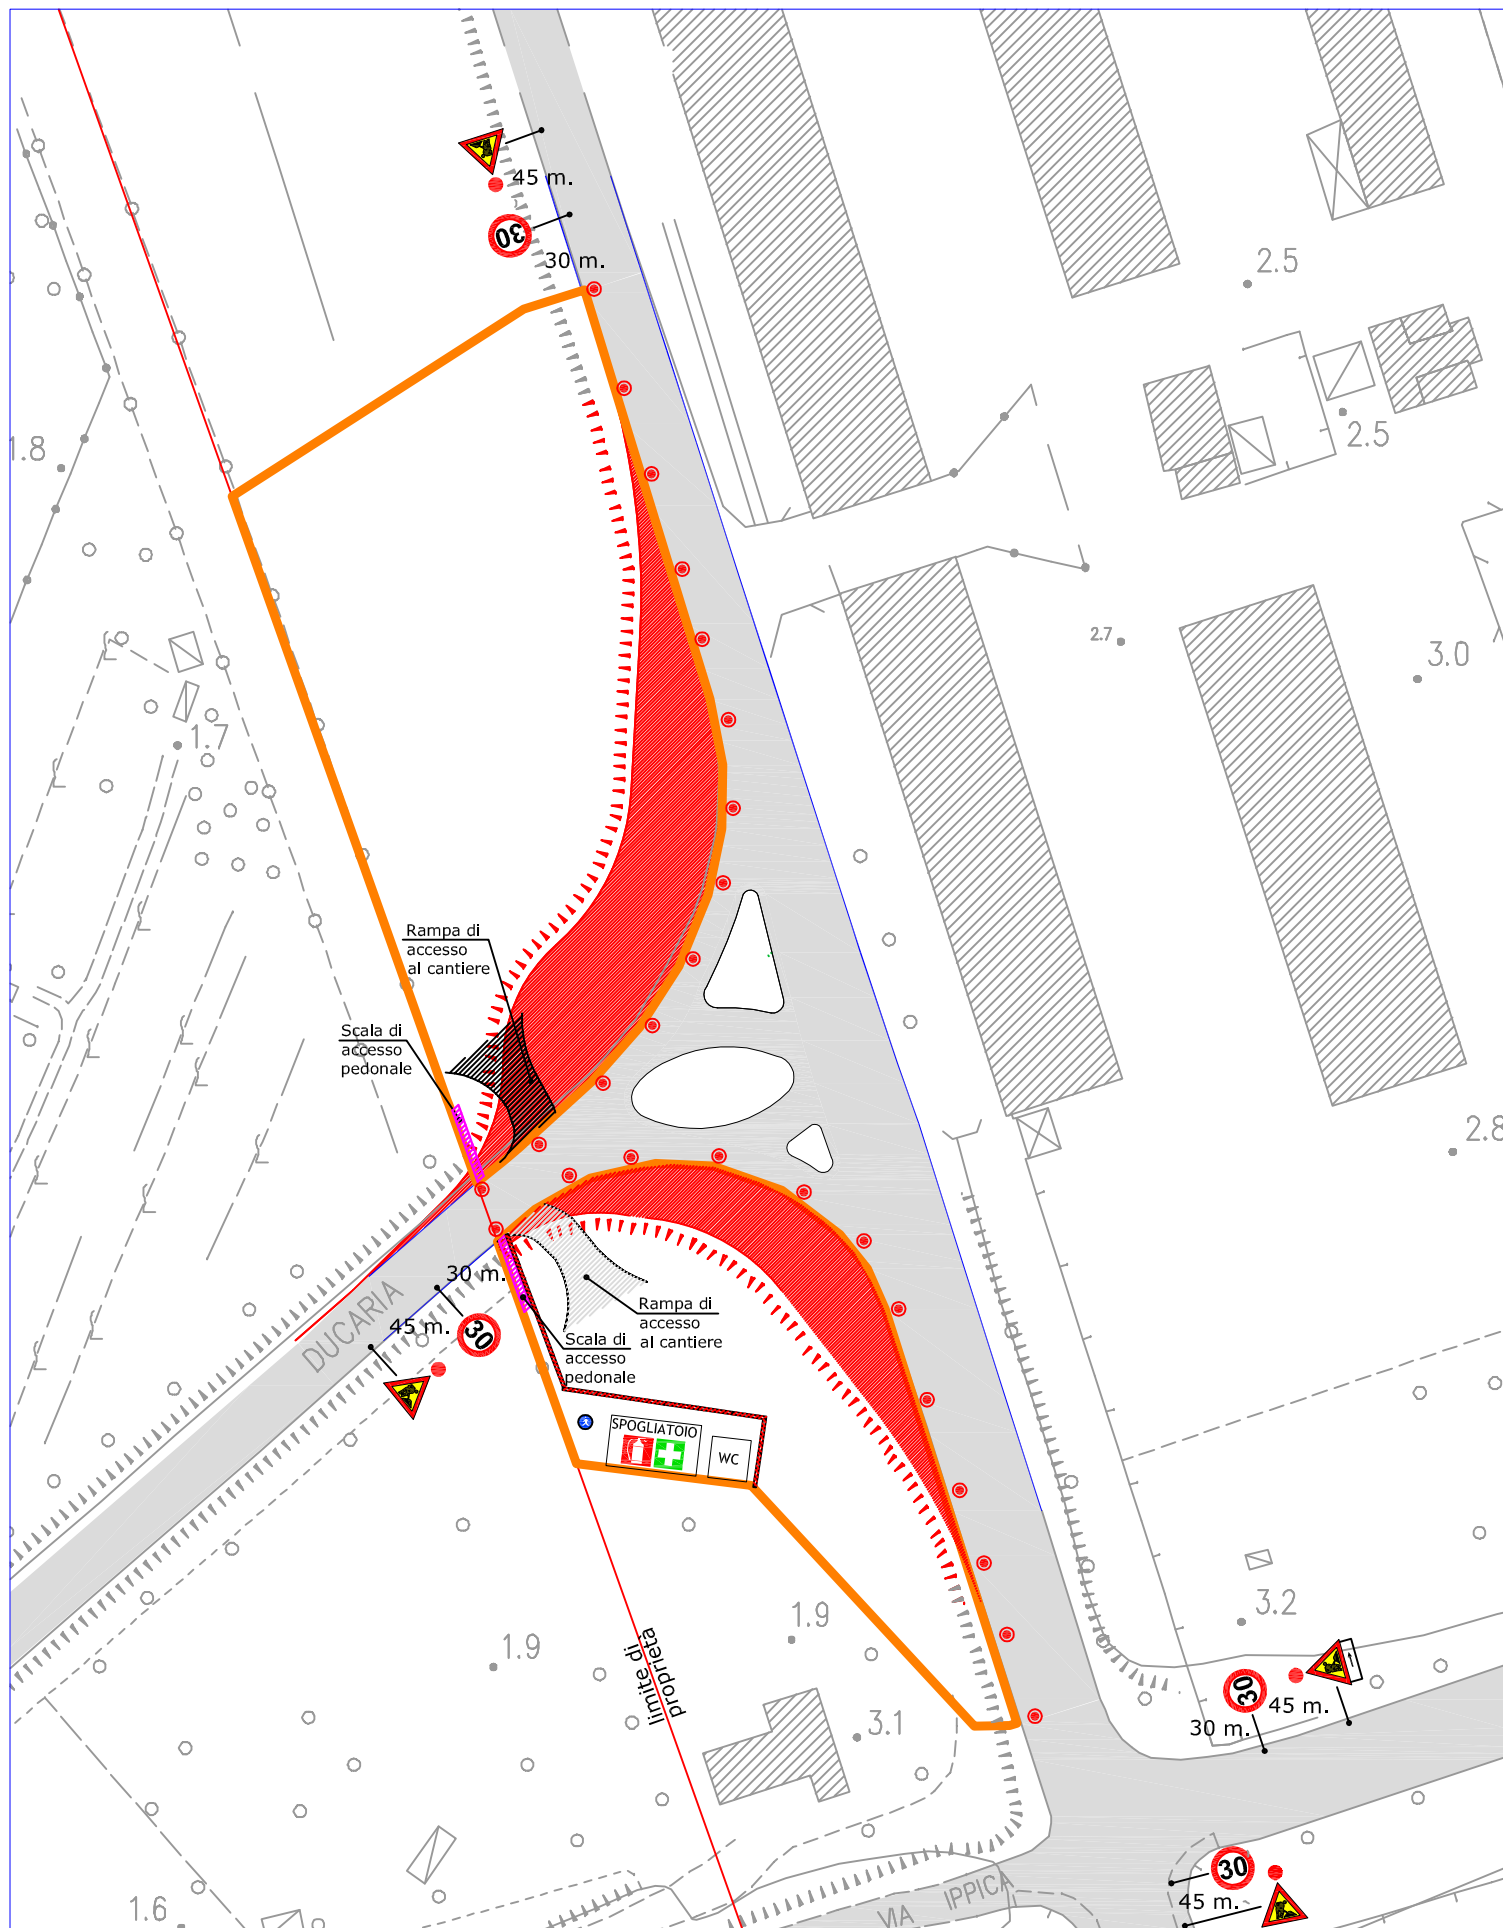 45 m.
30
30 m.
2.5
2.5
1.8
2.7
3.0
1.7
Rampa di
accesso
al cantiere
Scala di
accesso
pedonale
2.8
30 m.
45 m.
30
DUCARIA
Rampa di
accesso
al cantiere
Scala di
accesso
pedonale
SPOGLIATOIO
WC
1.9
1.9
3.2
limite di
proprietà
3.1
30
45 m.
30 m.
30
45 m.
VIA IPPICA
1.6